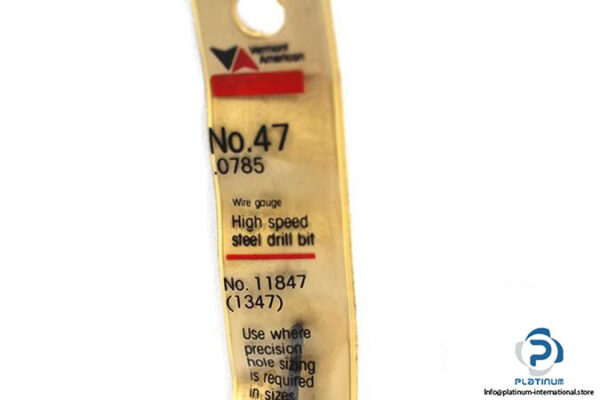 Vermont
American
No.47
.0785
Wire gauge
High speed
steel drill bit
No. 11847
(1347)
Use where
precision
hole sizing
is required
in sizes
PLATINUM
Info@platinum-international.store